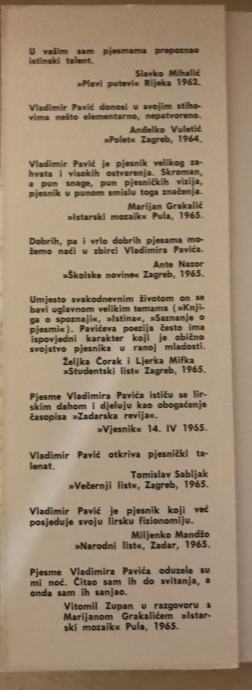 U vašim sam pjesmama prepoznao
istinski talent.
Slavko Mihalić
»Plavi putevi« Rijeka 1962.
Vladimir Pavić donosi u svojim stiho-
vima nešto elementarno, nepatvoreno.
Anđelko Vuletić
»Polet« Zagreb, 1964.
Vladimir Pavić je pjesnik velikog za-
hvata i visokih ostvarenja. Skroman,
a pun snage, pun pjesničkih vizija,
pjesnik u punom smislu toga značenja.
Marijan Grakalić
»Istarski mozaik« Pula, 1965.
Dobrih, pa i vrlo dobrih pjesama mo-
žemo naći u zbirci Vladimira Pavića.
Ante Nazor
»Školske novine« Zagreb, 1965.
Umjesto svakodnevnim životom on se
bavi uglavnom velikim temama (»Knji-
ga o spoznaji«, »Istina«, »Saznanje o
pjesmi«). Pavićeva poezija često ima
ispovjedni karakter koji je obično
svojstvo pjesnika u ranoj mladosti.
Željka Čorak i Ljerka Mifka
»Studentski list« Zagreb, 1965.
Pjesme Vladimira Pavića ističu se lir-
skim dahom i djeluju kao obogaćenje
časopisa »Zadarska revija«.
»Vjesnik« 14. IV 1965.
Vladimir Pavić otkriva pjesnički ta-
lenat.
Tomislav Sabljak
»Večernji list«, Zagreb, 1965.
Vladimir Pavić je pjesnik koji već
posjeduje svoju lirsku fizionomiju.
Miljenko Mandžo
»Narodni list«, Zadar, 1965.
Pjesme Vladimira Pavića oduzele su
mi noć. Čitao sam ih do svitanja, a
onda sam ih sanjao.
Vitomil Zupan u razgovoru s
Marijanom Grakalićem »Istar-
ski mozaik« Pula, 1965.